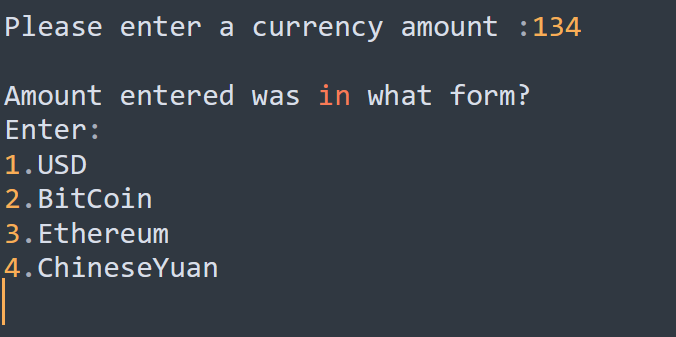 Please enter a currency amount :134
Amount entered was in what form?
Enter:
1.USD
2.BitCoin
3.Ethereum
4.ChineseYuan